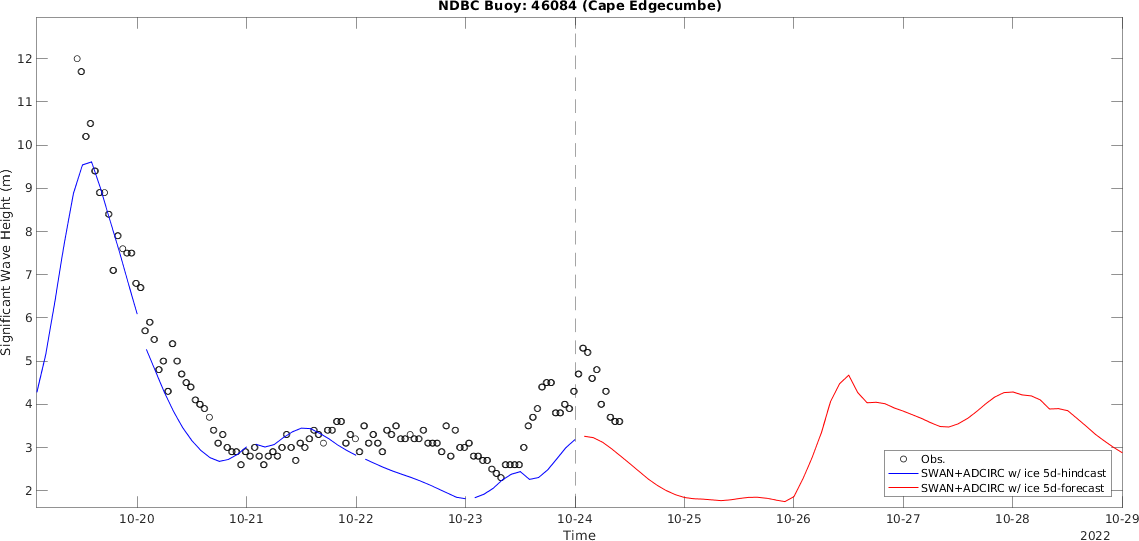 NDBC Buoy: 46084 (Cape Edgecumbe)
12
11
10
9
8
7
6
5
4
3
2
Significant Wave Height (m)
Obs.
SWAN+ADCIRC w/ ice 5d-hindcast
SWAN+ADCIRC w/ ice 5d-forecast
10-20 10-21 10-22 10-23 10-24 10-25 10-26 10-27 10-28 10-29
Time
2022